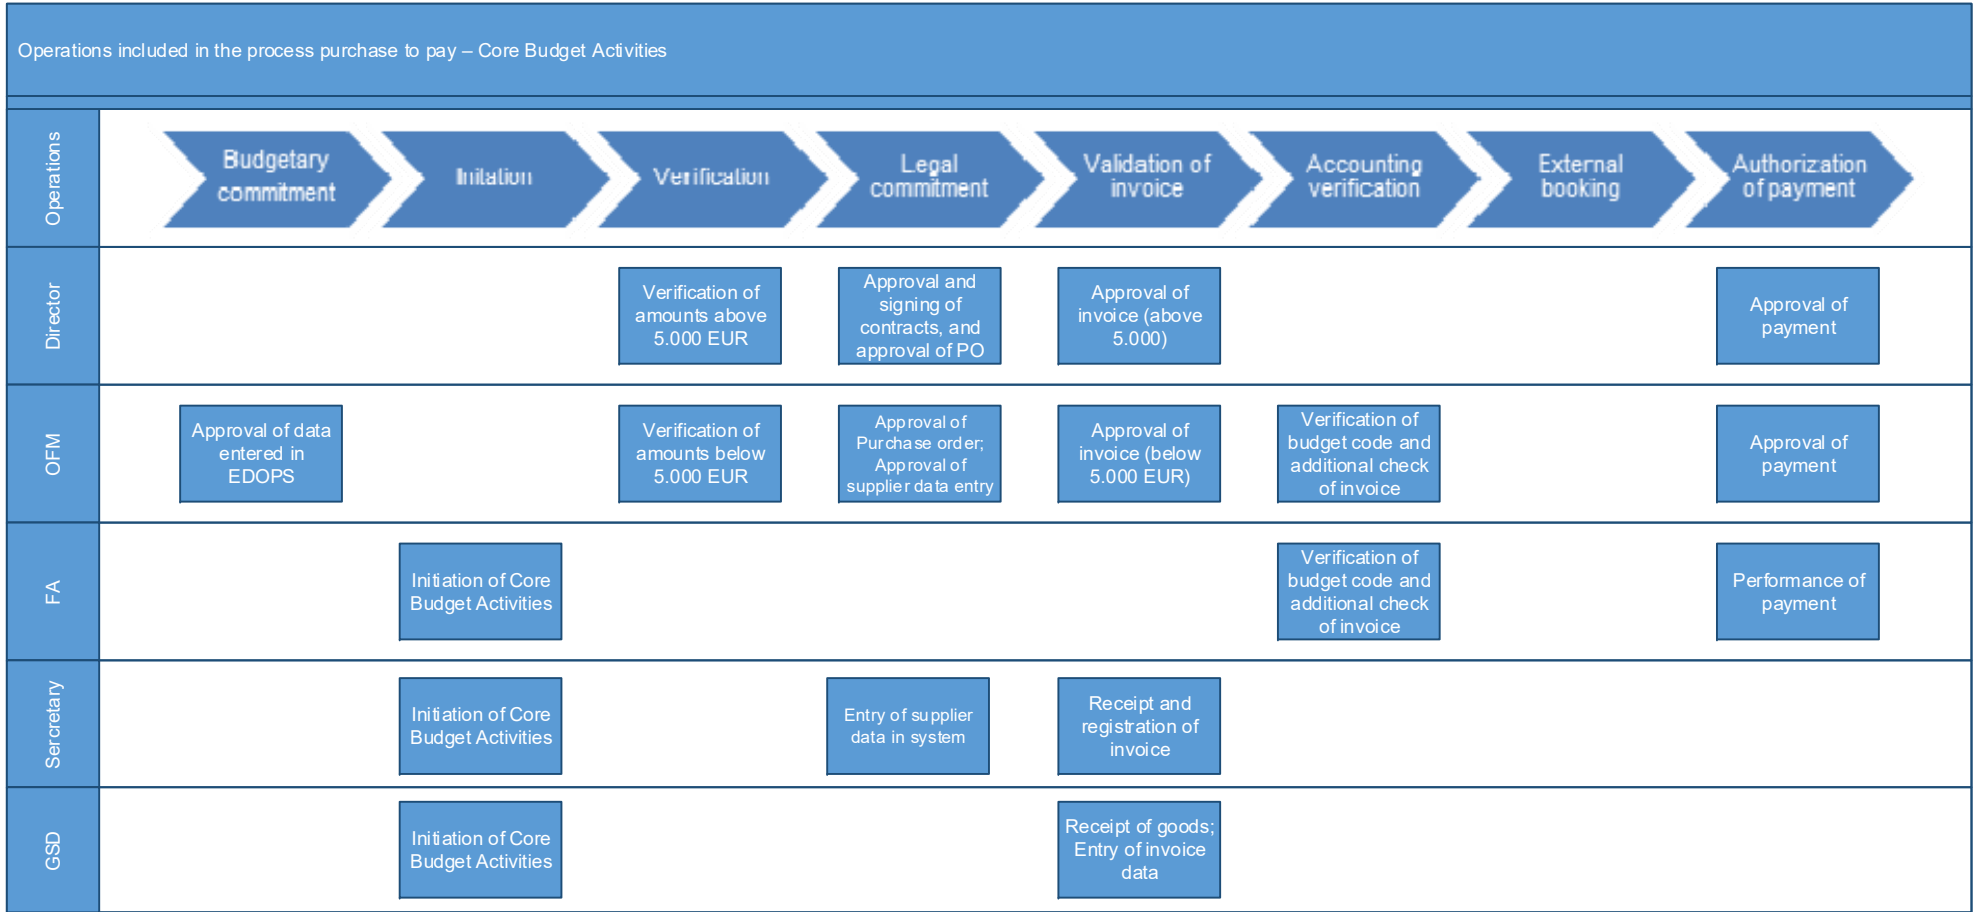 Operations included in the process purchase to pay – Core Budget Activities
Operations
Budgetary
commitment
Initation
Verification
Legal
commitment
Validation of
invoice
Accounting
verification
External
booking
Authorization
of payment
Director
Verification of
amounts above
5.000 EUR
Approval and
signing of
contracts, and
approval of PO
Approval of
invoice (above
5.000)
Approval of
payment
OFM
Approval of data
entered in
EDOPS
Verification of
amounts below
5.000 EUR
Approval of
Purchase order;
Approval of
supplier data entry
Approval of
invoice (below
5.000 EUR)
Verification of
budget code and
additional check
of invoice
Approval of
payment
FA
Initiation of Core
Budget Activities
Verification of
budget code and
additional check
of invoice
Performance of
payment
Sercretary
Initiation of Core
Budget Activities
Entry of supplier
data in system
Receipt and
registration of
invoice
GSD
Initiation of Core
Budget Activities
Receipt of goods;
Entry of invoice
data